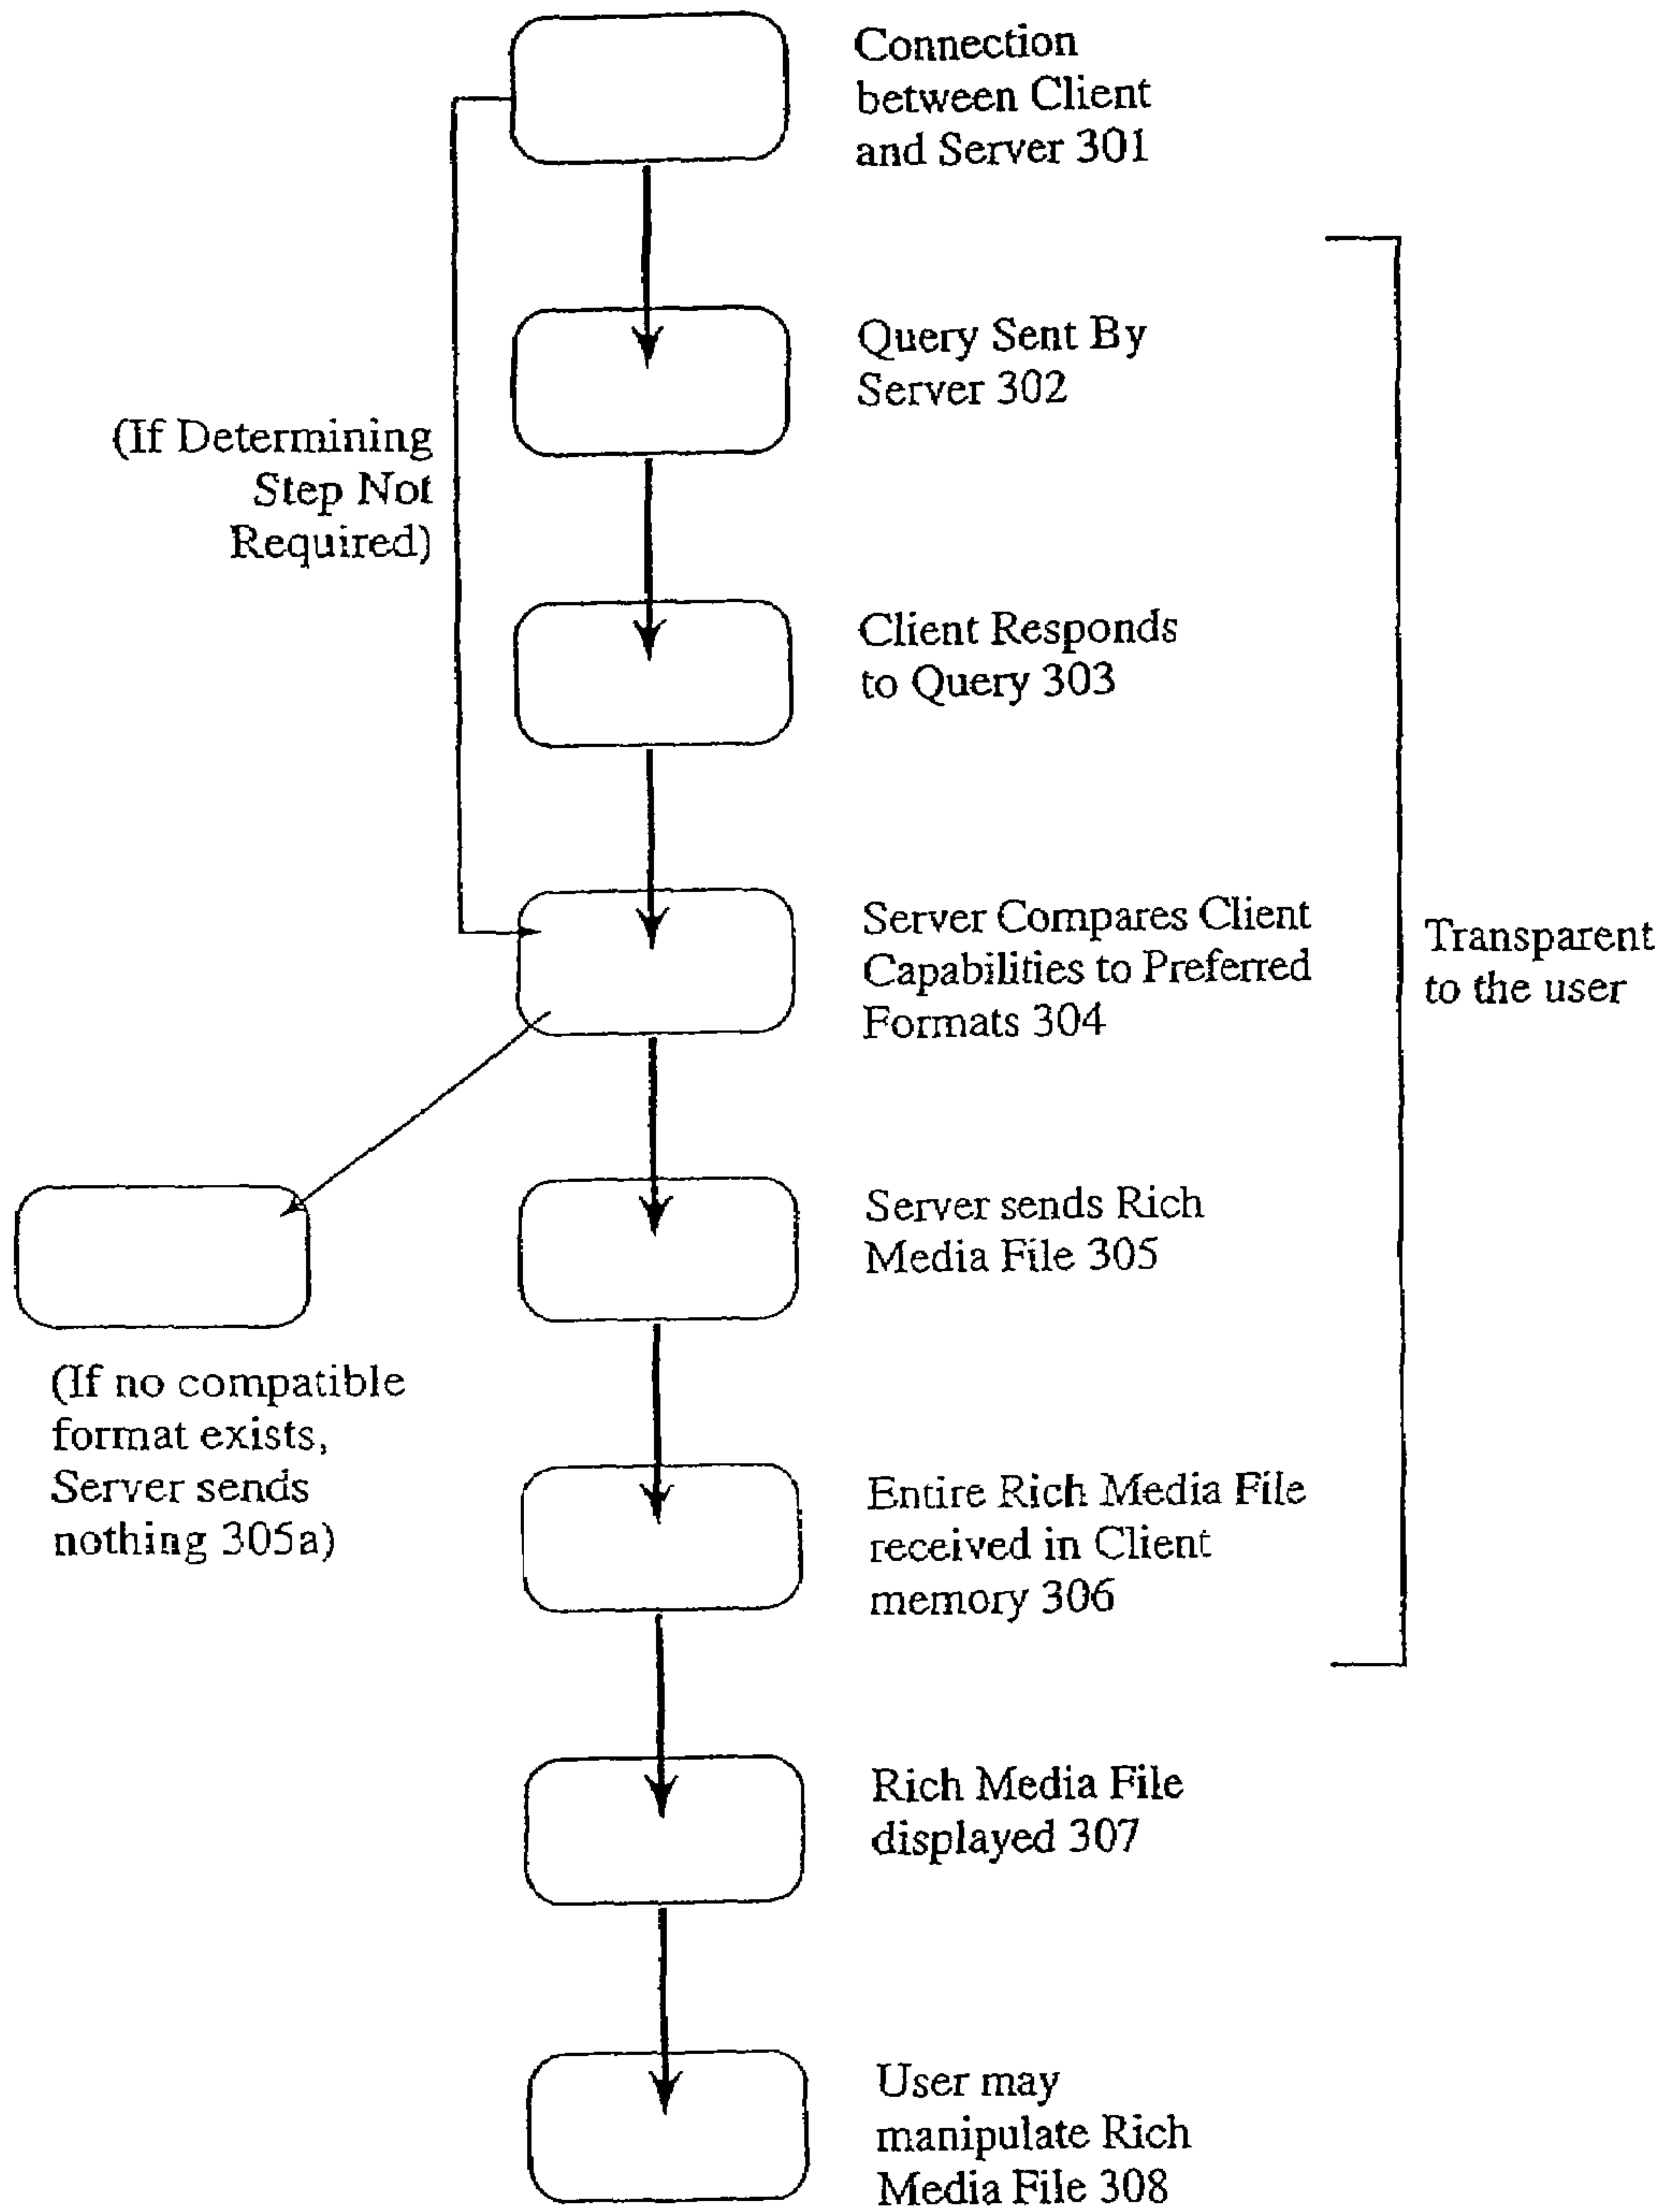 Connection
between Client
and Server 301
Query Sent By
Server 302
(If Determining
Step Not
Required)
Client Responds
to Query 303
Server Compares Client
Capabilities to Preferred
Formats 304
Transparent
to the user
Server sends Rich
Media File 305
(If no compatible
format exists,
Server sends
nothing 305a)
Entire Rich Media File
received in Client
memory 306
Rich Media File
displayed 307
User may
manipulate Rich
Media File 308